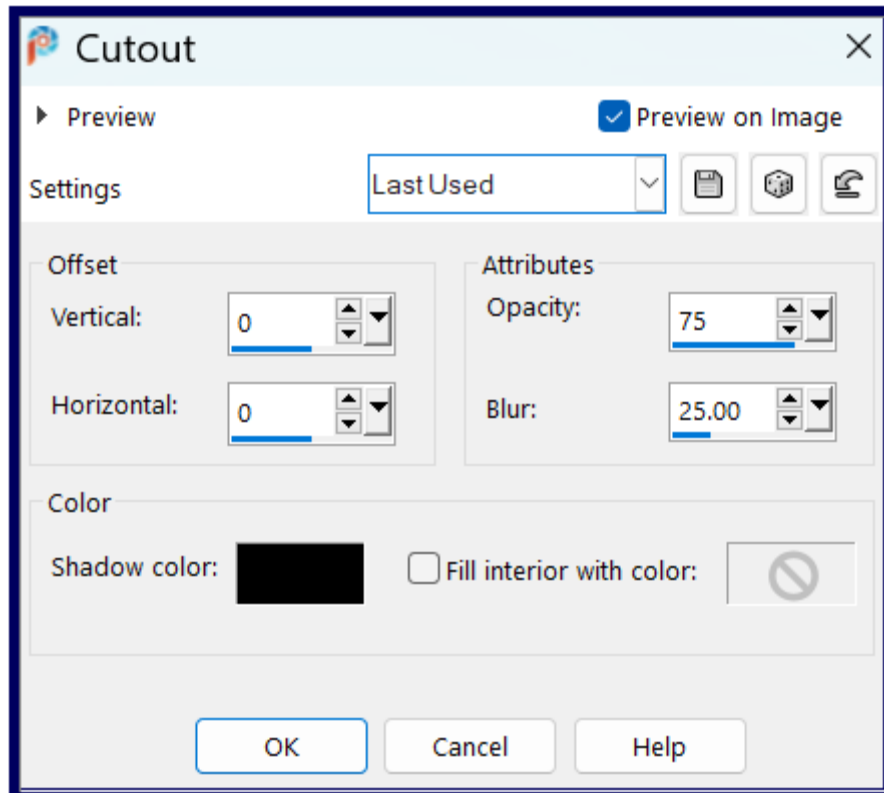 Cutout
Preview
Preview on Image
Settings
Last Used
Offset
Vertical:
0
Horizontal:
0
Attributes
Opacity:
75
Blur:
25.00
Color
Shadow color:
Fill interior with color:
OK
Cancel
Help